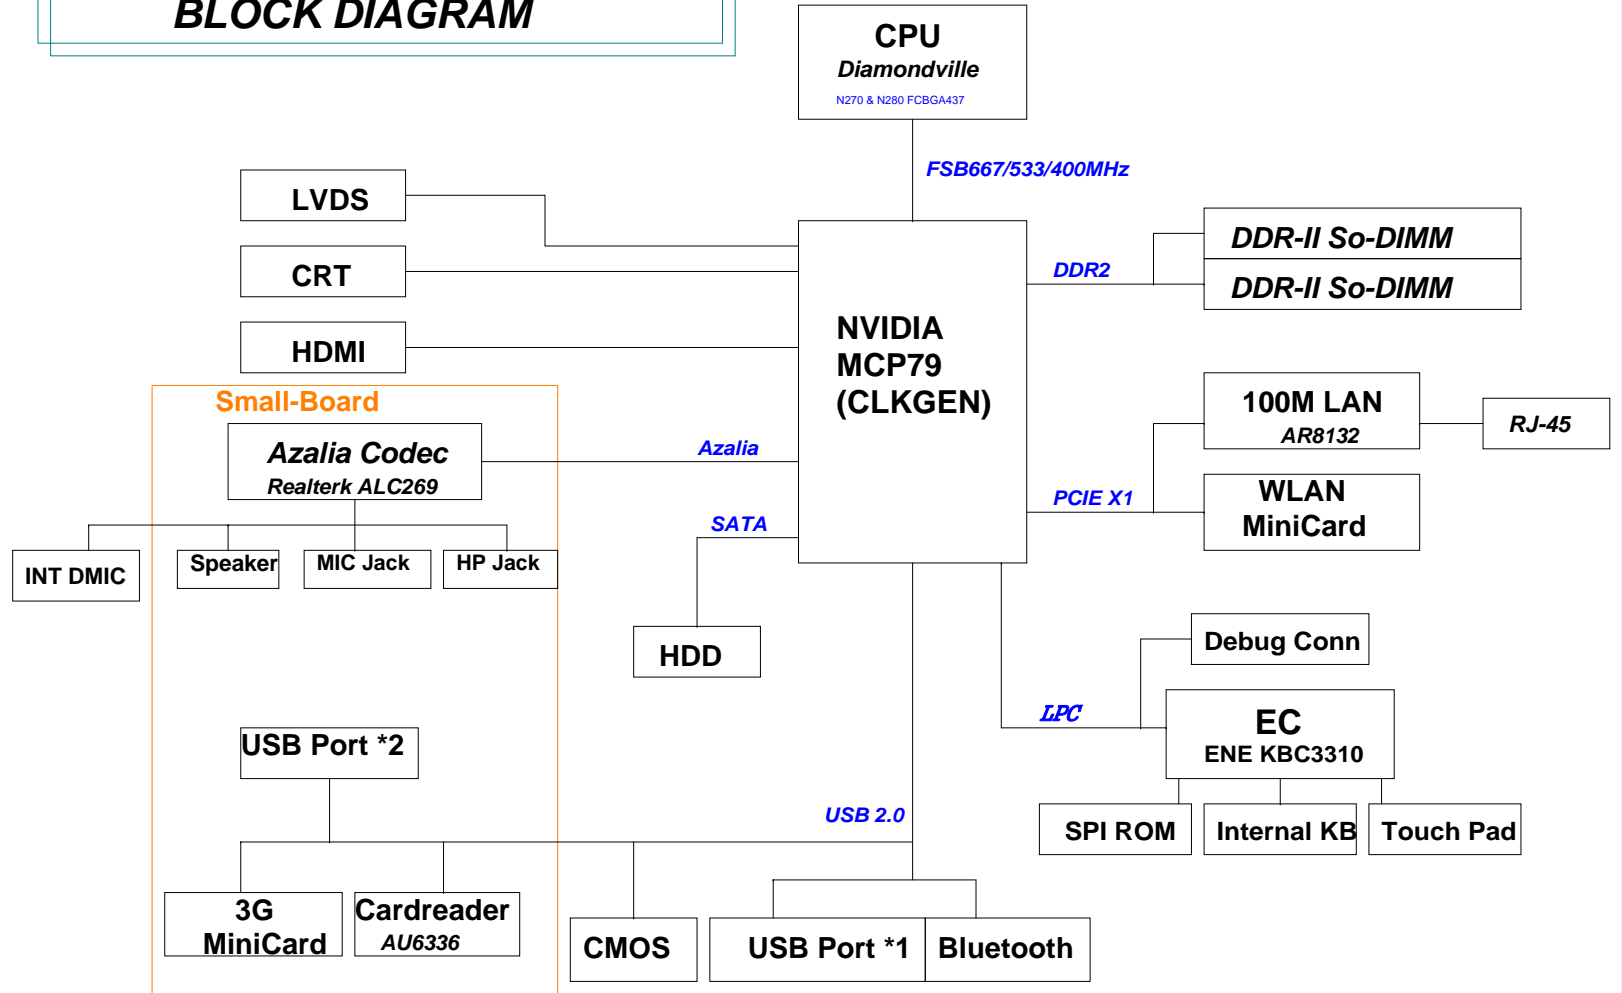 BLOCK DIAGRAM
CPU
Diamondville
N270 & N280 FCBGA437
FSB667/533/400MHz
LVDS
CRT
HDMI
NVIDIA
MCP79
(CLKGEN)
DDR2
DDR-II So-DIMM
DDR-II So-DIMM
100M LAN
AR8132
RJ-45
PCIE X1
WLAN
MiniCard
Small-Board
Azalia Codec
Realterk ALC269
Azalia
SATA
INT DMIC
Speaker
MIC Jack
HP Jack
HDD
Debug Conn
LPC
EC
ENE KBC3310
SPI ROM
Internal KB
Touch Pad
USB Port *2
USB 2.0
3G
MiniCard
Cardreader
AU6336
CMOS
USB Port *1
Bluetooth